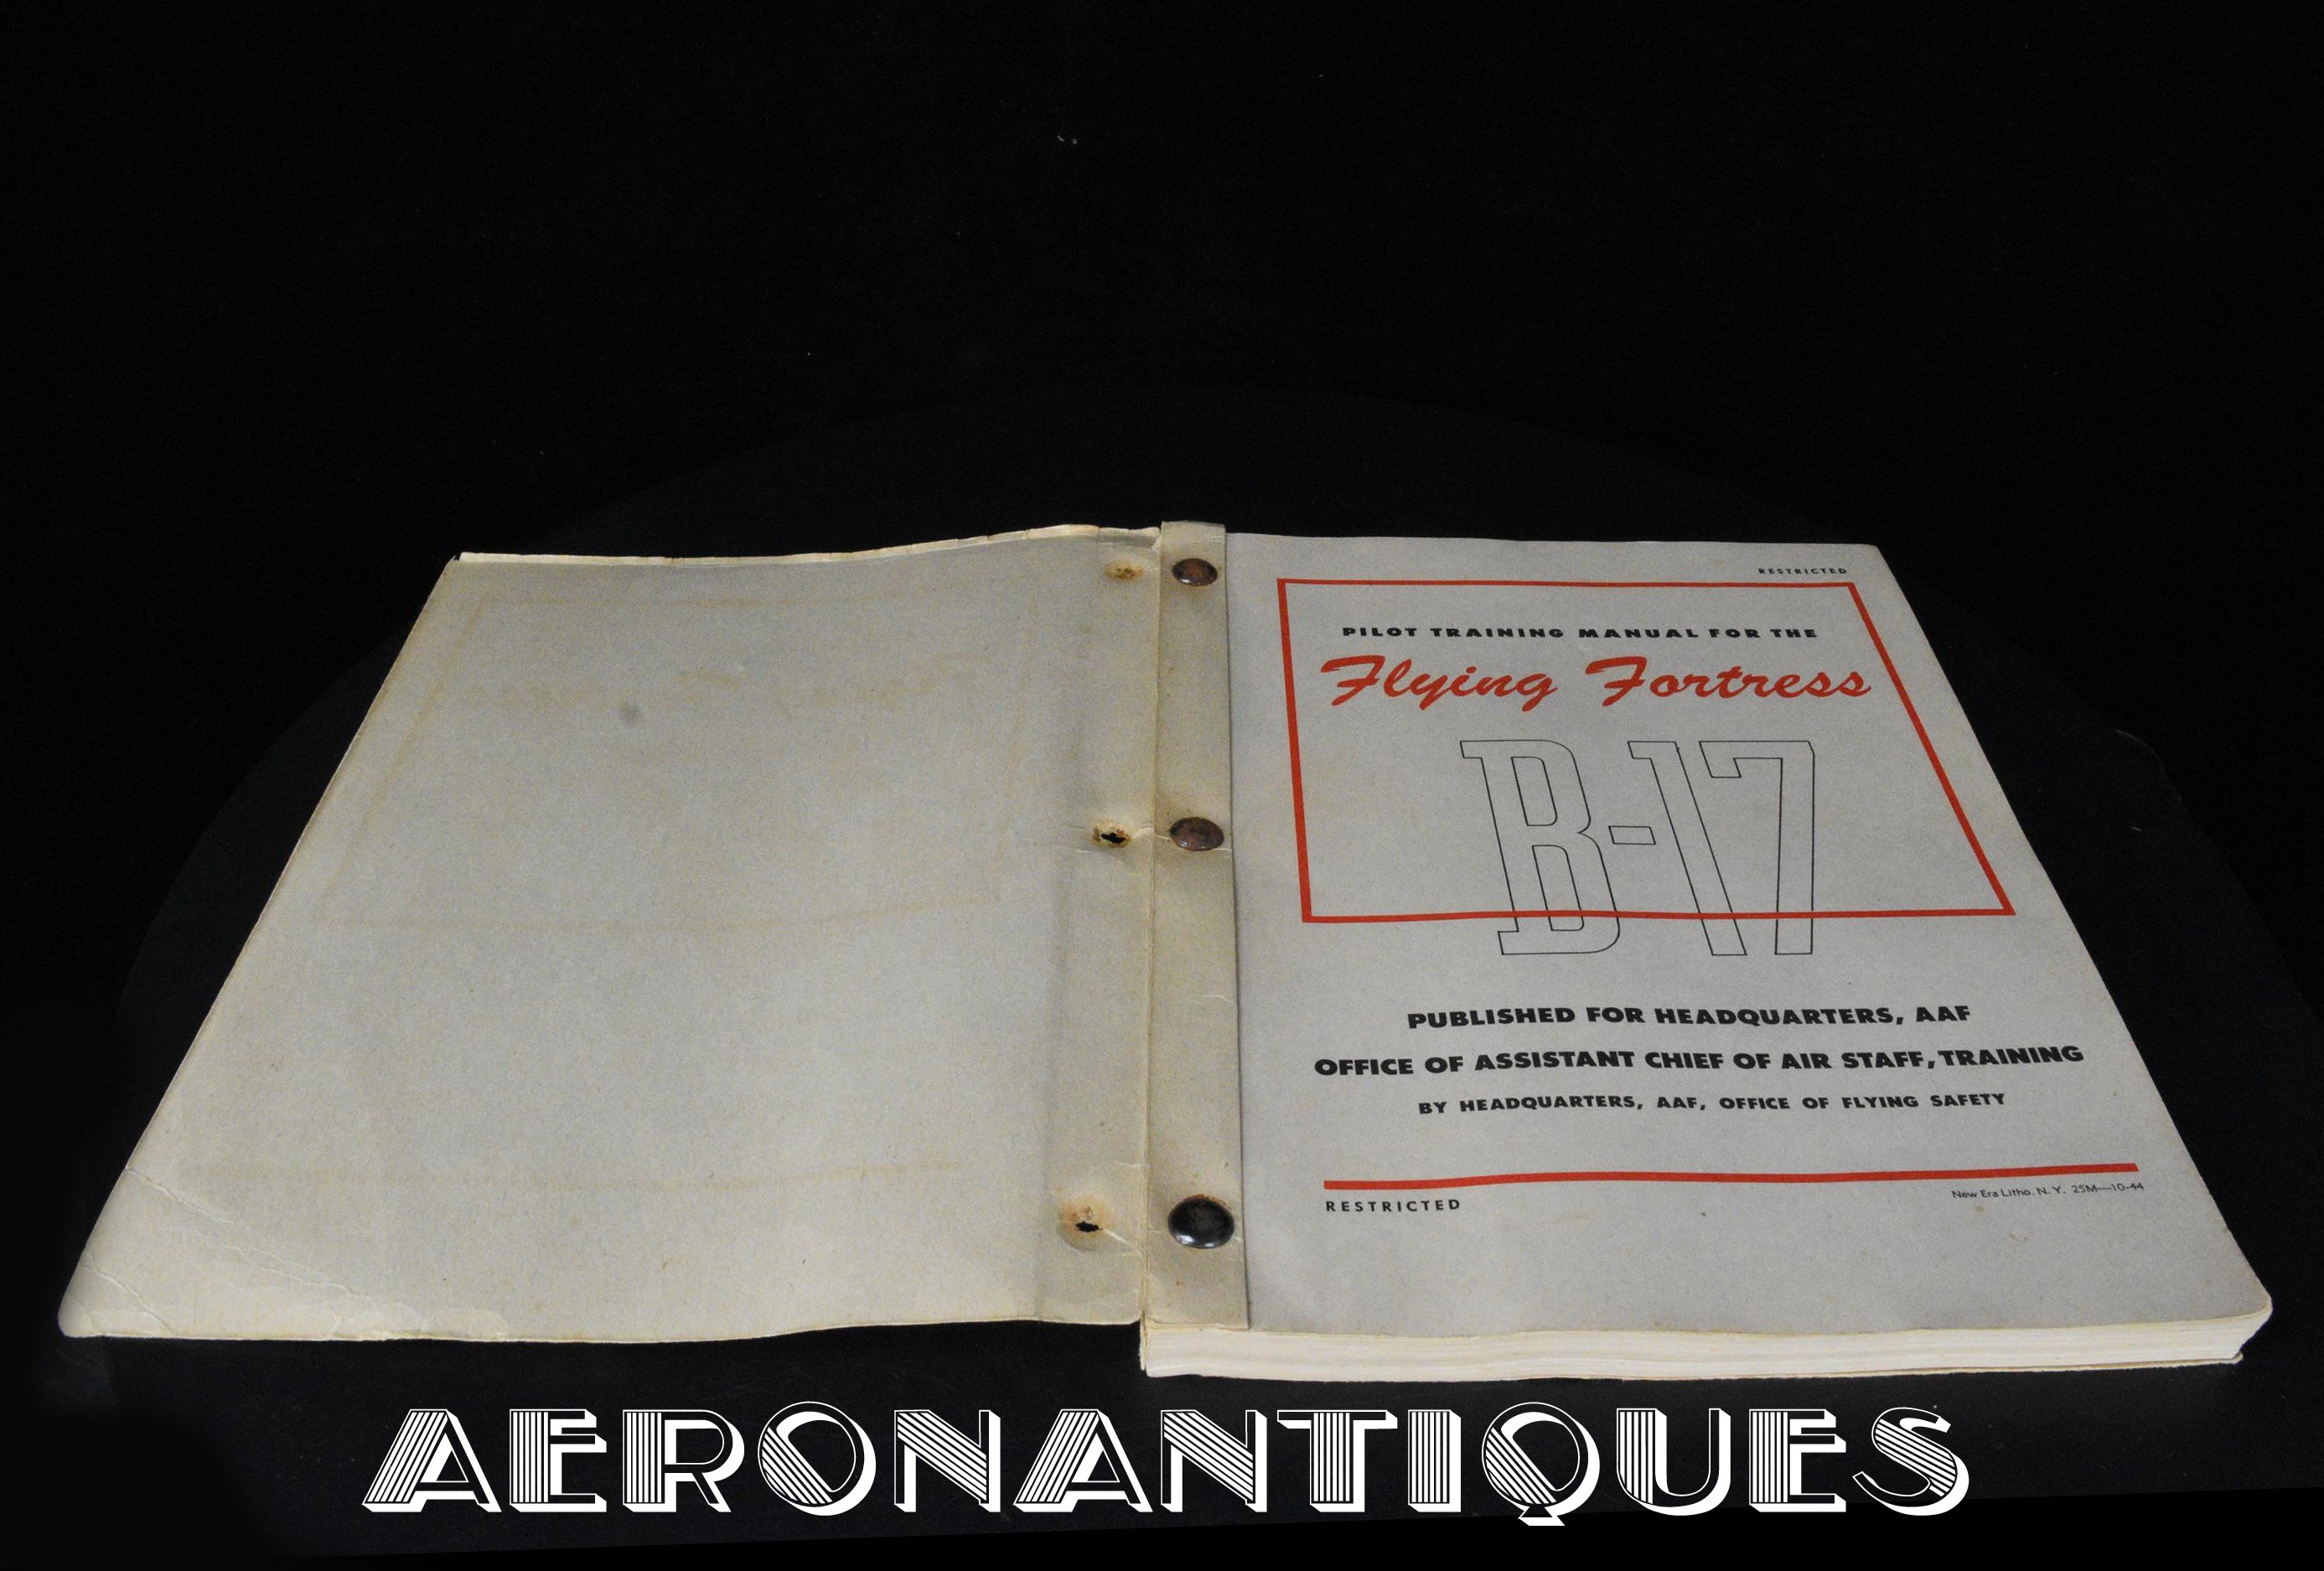 RESTRICTED
PILOT TRAINING MANUAL FOR THE
Flying Fortress
B-17
PUBLISHED FOR HEADQUARTERS, AAF
OFFICE OF ASSISTANT CHIEF OF AIR STAFF, TRAINING
BY HEADQUARTERS, AAF, OFFICE OF FLYING SAFETY
RESTRICTED
New Era Litho. N. Y. 25M—10-44
AERONANTIQUES